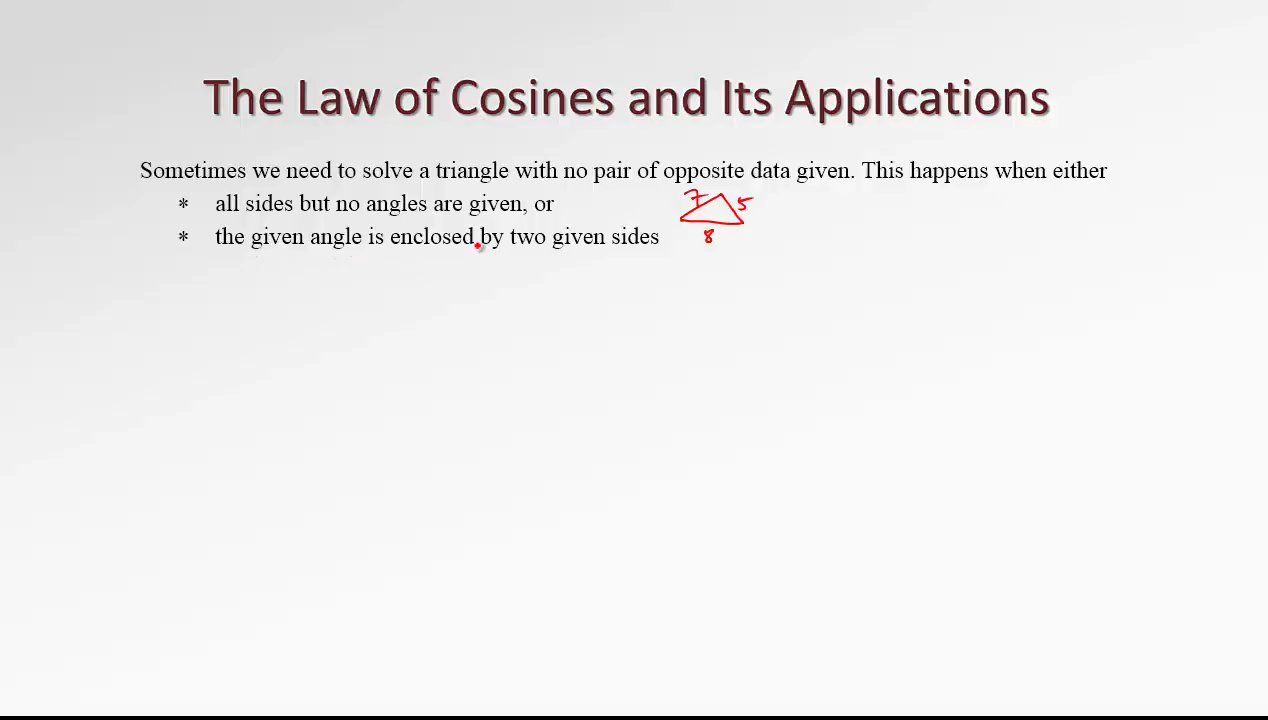 The Law of Cosines and Its Applications
Sometimes we need to solve a triangle with no pair of opposite data given. This happens when either
* all sides but no angles are given, or
7 5
* the given angle is enclosed by two given sides
8